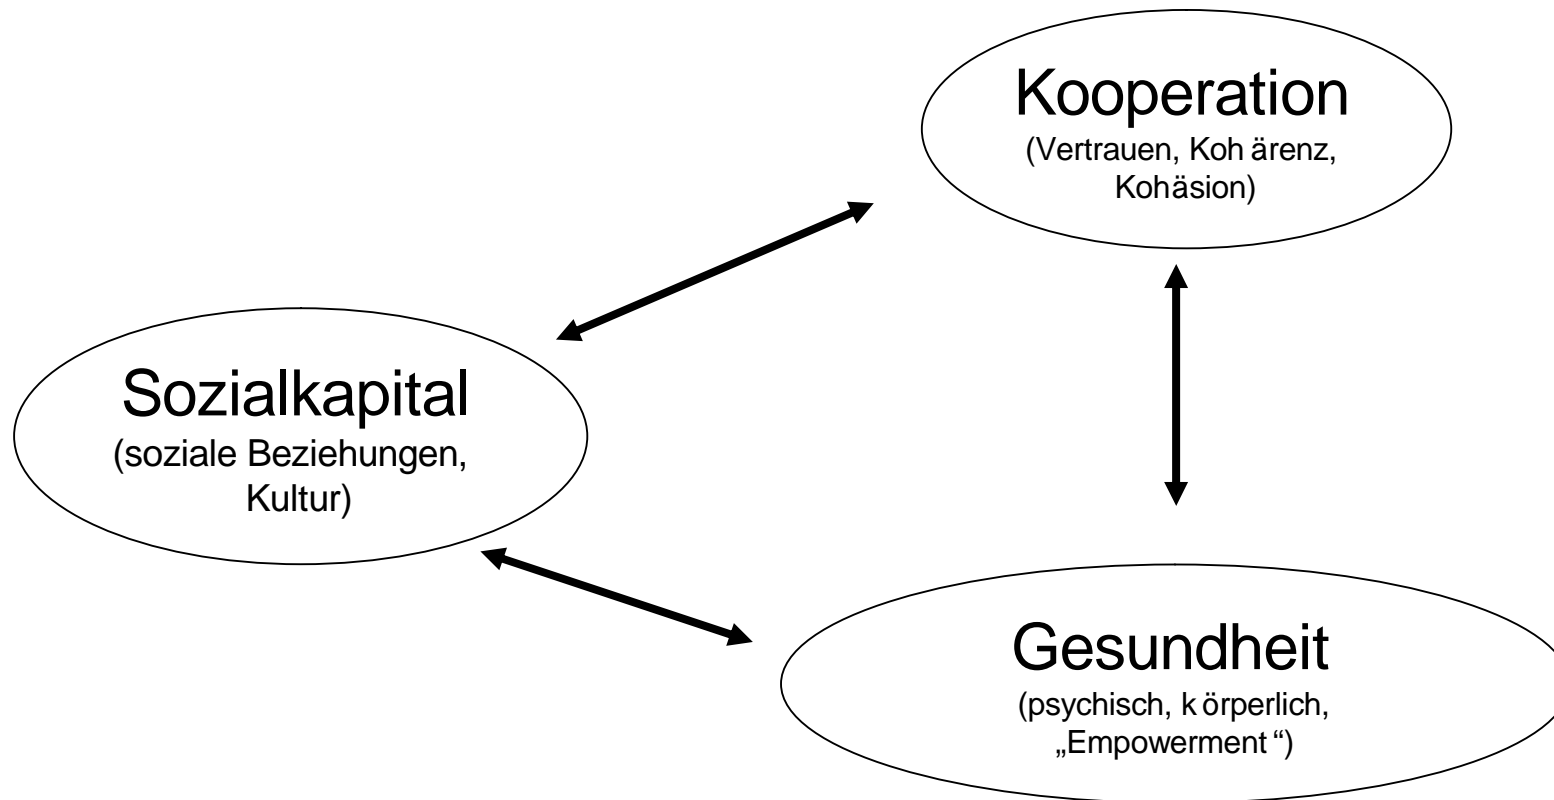 Kooperation
(Vertrauen, Koh ärenz,
Kohäsion)
Sozialkapital
(soziale Beziehungen,
Kultur)
Gesundheit
(psychisch, k örperlich,
„Empowerment “)